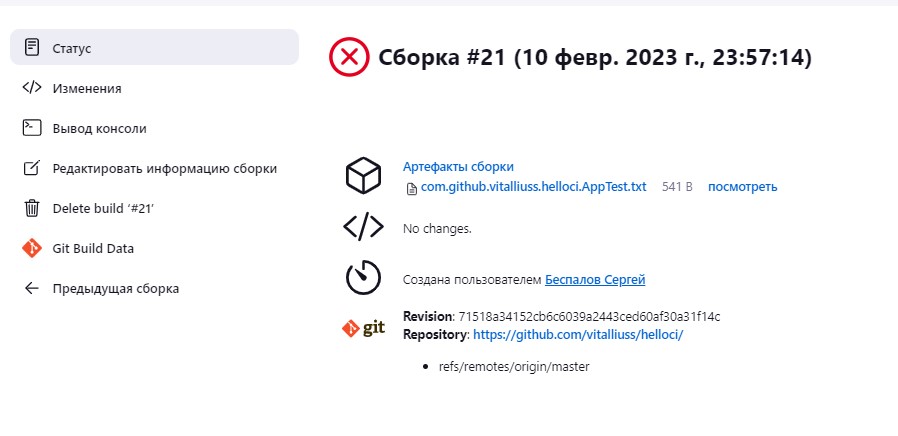 Статус
Изменения
Вывод консоли
Редактировать информацию сборки
Delete build ‘#21’
Git Build Data
Предыдущая сборка
Сборка #21 (10 февр. 2023 г., 23:57:14)
Артефакты сборки
com.github.vitalliuss.helloci.AppTest.txt 541 B посмотреть
No changes.
Создана пользователем Беспалов Сергей
git
Revision: 71518a34152cb6c6039a2443ced60af30a31f14c
Repository: https://github.com/vitalliuss/helloci/
• refs/remotes/origin/master